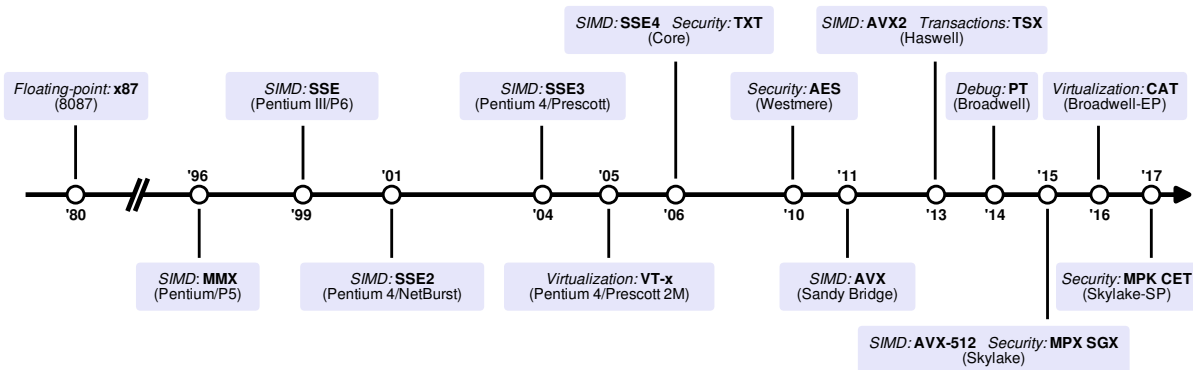 SIMD: SSE4 Security: TXT
(Core)
SIMD: AVX2 Transactions: TSX
(Haswell)
Floating-point: x87
(8087)
SIMD: SSE
(Pentium III/P6)
SIMD: SSE3
(Pentium 4/Prescott)
Security: AES
(Westmere)
Debug: PT
(Broadwell)
Virtualization: CAT
(Broadwell-EP)
'96
'01
'05
'11
'15
'17
'80
'99
'04
'06
'10
'13
'14
'16
SIMD: MMX
(Pentium/P5)
SIMD: SSE2
(Pentium 4/NetBurst)
Virtualization: VT-x
(Pentium 4/Prescott 2M)
SIMD: AVX
(Sandy Bridge)
Security: MPK CET
(Skylake-SP)
SIMD: AVX-512 Security: MPX SGX
(Skylake)